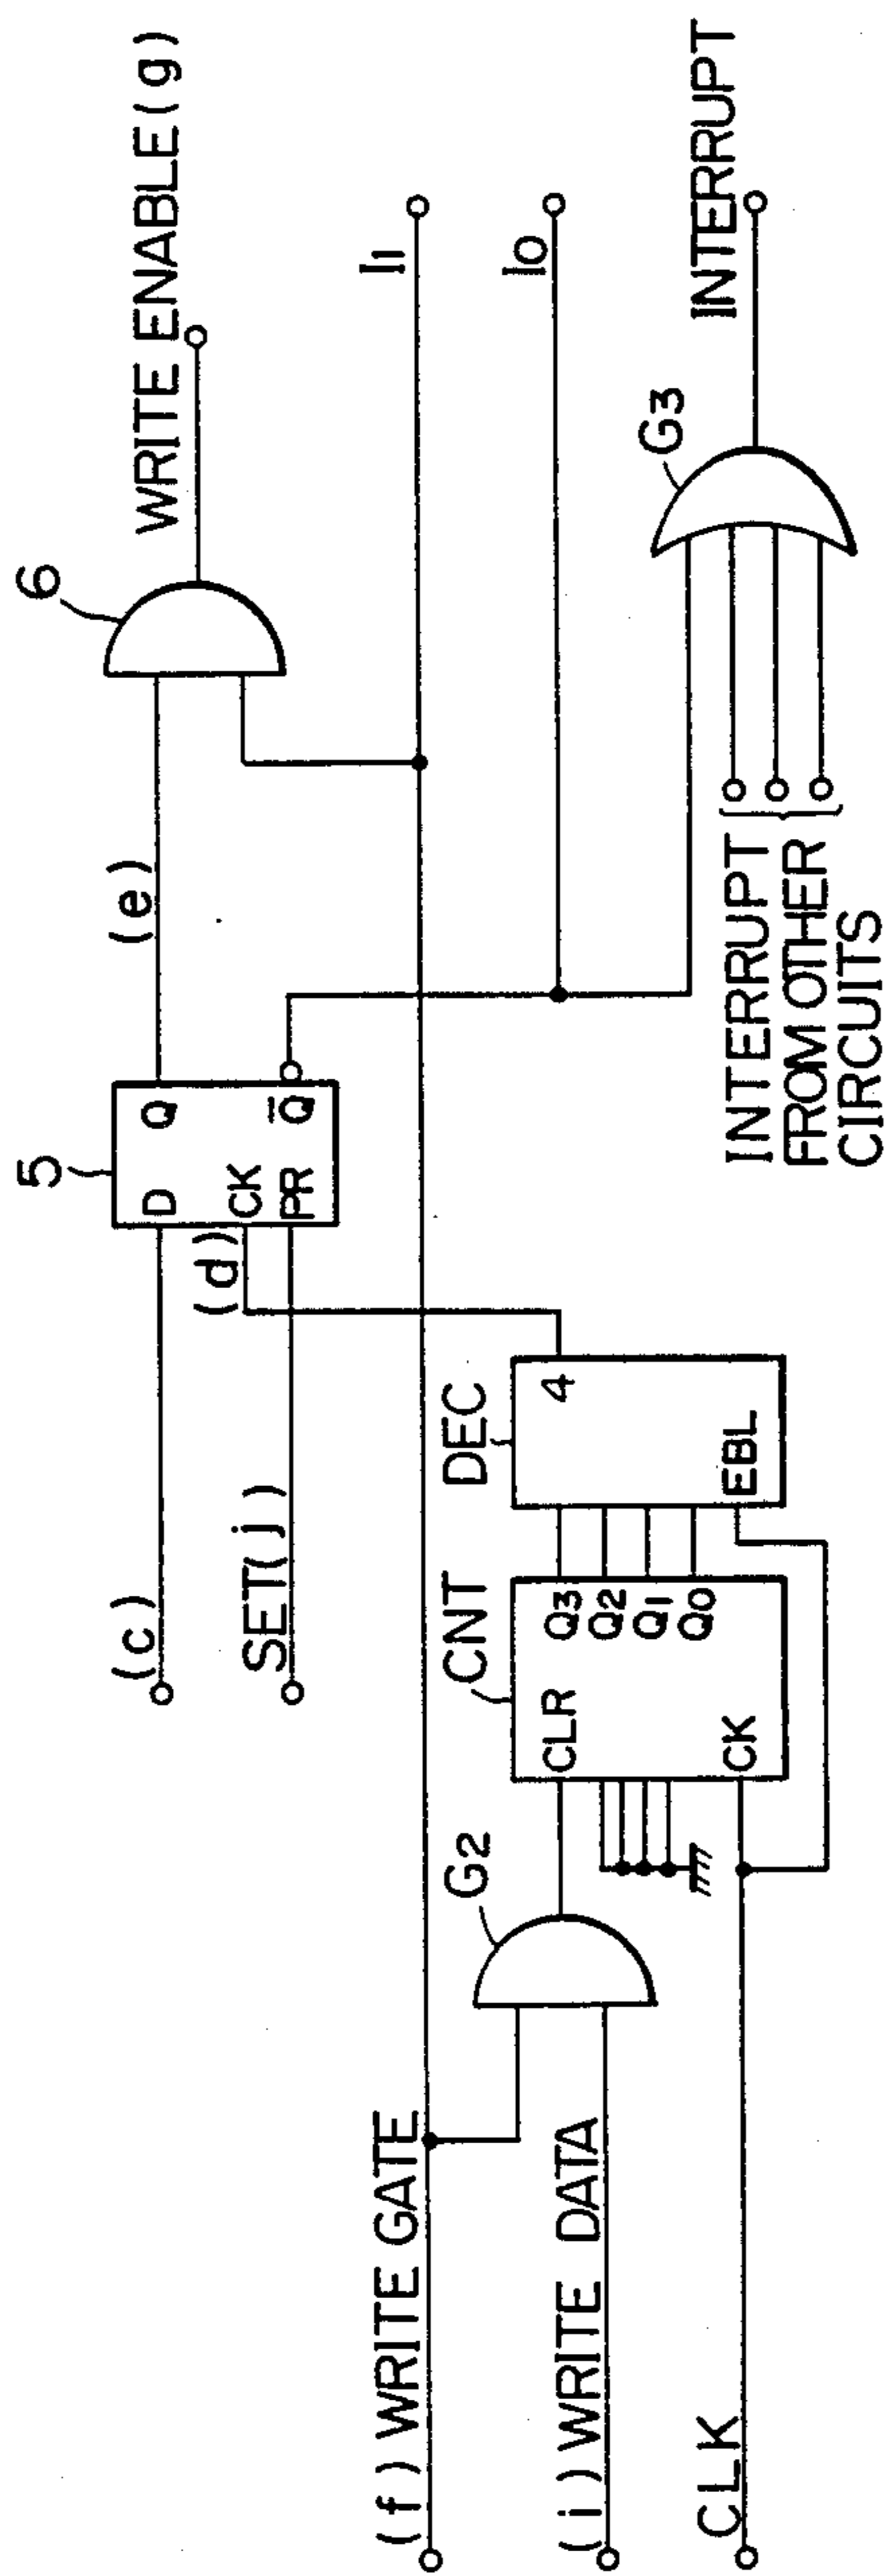 6
WRITE ENABLE(g)
(e)
5
D
Q
CK
PR
Q̅
(c)
(d)
SET(j)
I1
I0
(f) WRITE GATE
G2
(i) WRITE DATA
CLK
CNT
CLR
CK
Q3
Q2
Q1
Q0
DEC
4
EBL
G3
INTERRUPT
INTERRUPT
FROM OTHER
CIRCUITS